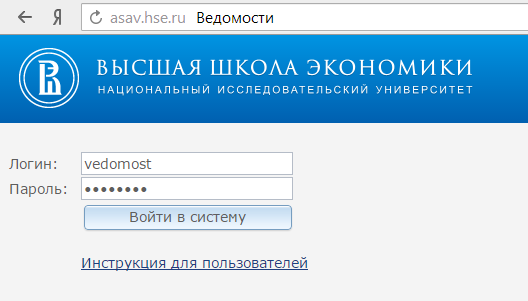 Я asav.hse.ru Ведомости
ВЫСШАЯ ШКОЛА ЭКОНОМИКИ
НАЦИОНАЛЬНЫЙ ИССЛЕДОВАТЕЛЬСКИЙ УНИВЕРСИТЕТ
Логин: vedomost
Пароль: ••••••••
Войти в систему
Инструкция для пользователей